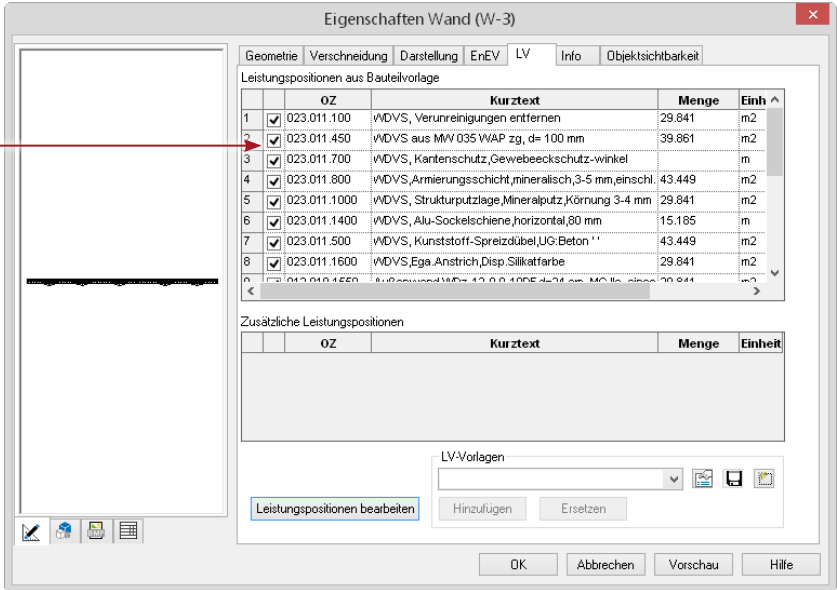 Eigenschaften Wand (W-3)
Geometrie Verschneidung Darstellung EnEV LV Info Objektsichtbarkeit
Leistungspositionen aus Bauteilvorlage
OZ Kurztext Menge Einh
1 023.011.100 WDVS, Verunreinigungen entfernen 29.841 m2
2 023.011.450 WDVS aus MW 035 WAP zg, d= 100 mm 39.861 m2
3 023.011.700 WDVS, Kantenschutz,Gewebeeckschutz-winkel m
4 023.011.800 WDVS,Armierungsschicht,mineralisch,3-5 mm,einschl. 43.449 m2
5 023.011.1000 WDVS, Strukturputzlage,Mineralputz,Körnung 3-4 mm 29.841 m2
6 023.011.1400 WDVS, Alu-Sockelschiene,horizontal,80 mm 15.185 m
7 023.011.500 WDVS, Kunststoff-Spreizdübel,UG:Beton ' ' 43.449 m2
8 023.011.1600 WDVS,Ega.Anstrich,Disp.Silikatfarbe 29.841 m2
Zusätzliche Leistungspositionen
OZ Kurztext Menge Einheit
LV-Vorlagen
Leistungspositionen bearbeiten Hinzufügen Ersetzen
OK Abbrechen Vorschau Hilfe